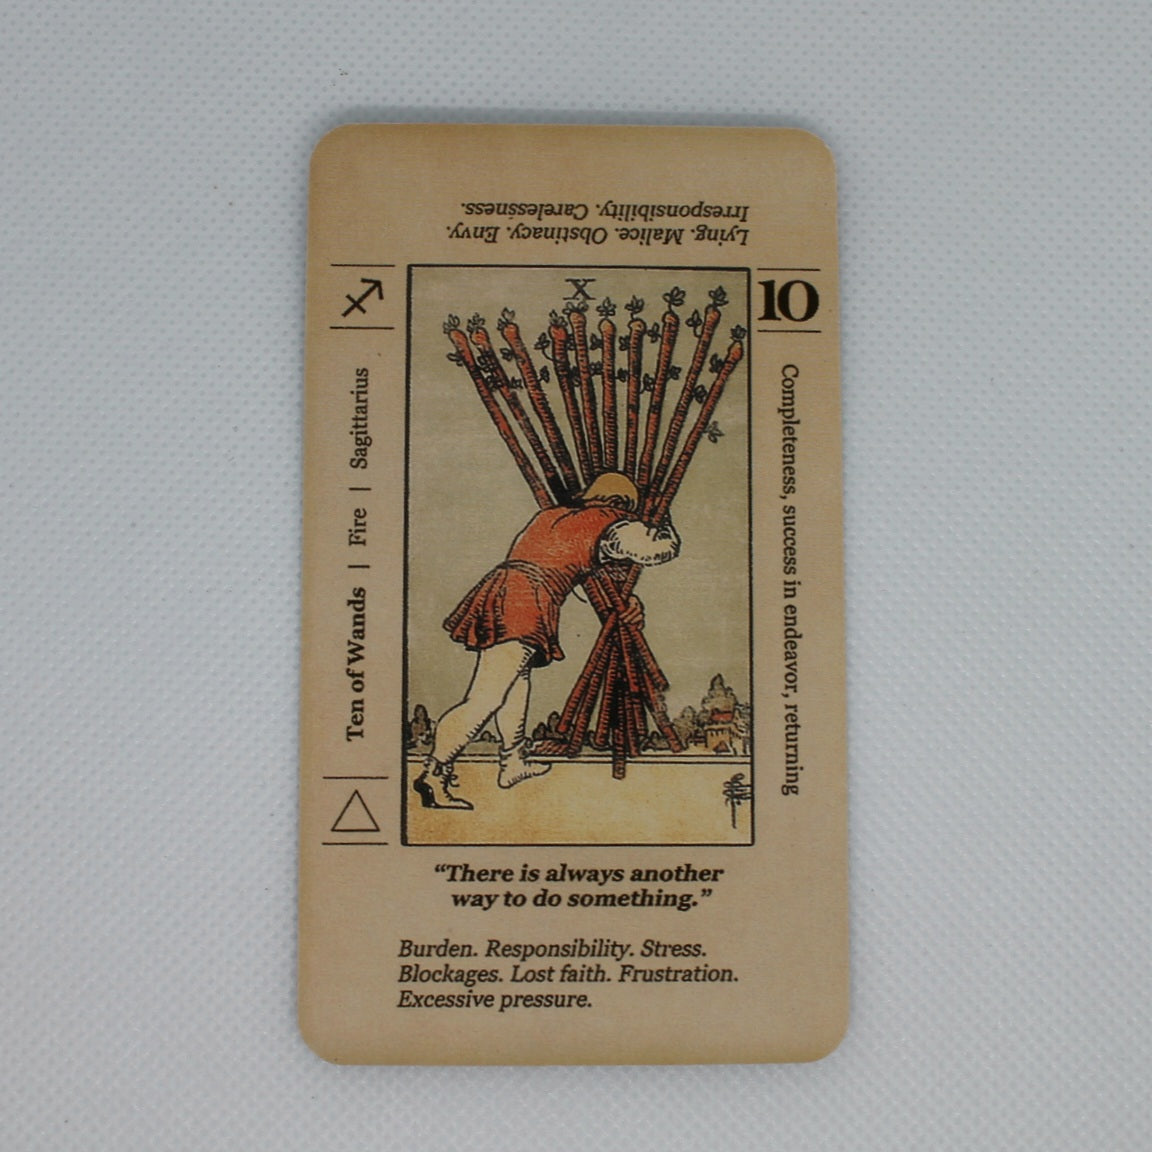 Lying. Malice. Obstinacy. Envy.
Irresponsibility. Carelessness.
X
10
Ten of Wands | Fire | Sagittarius
Completeness, success in endeavor, returning
“There is always another
way to do something.”
Burden. Responsibility. Stress.
Blockages. Lost faith. Frustration.
Excessive pressure.